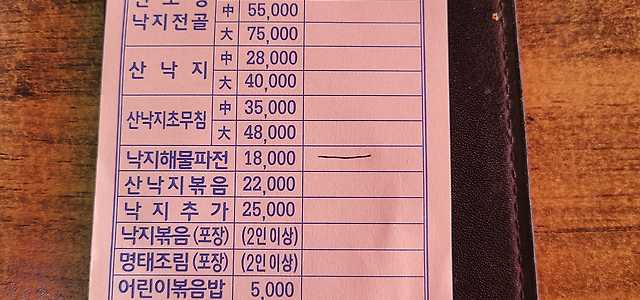 낙지전골 中 55,000
大 75,000
산낙지 中 28,000
大 40,000
산낙지초무침 中 35,000
大 48,000
낙지해물파전 18,000
산낙지볶음 22,000
낙지추가 25,000
낙지볶음(포장) (2인이상)
명태조림(포장) (2인이상)
어린이볶음밥 5,000